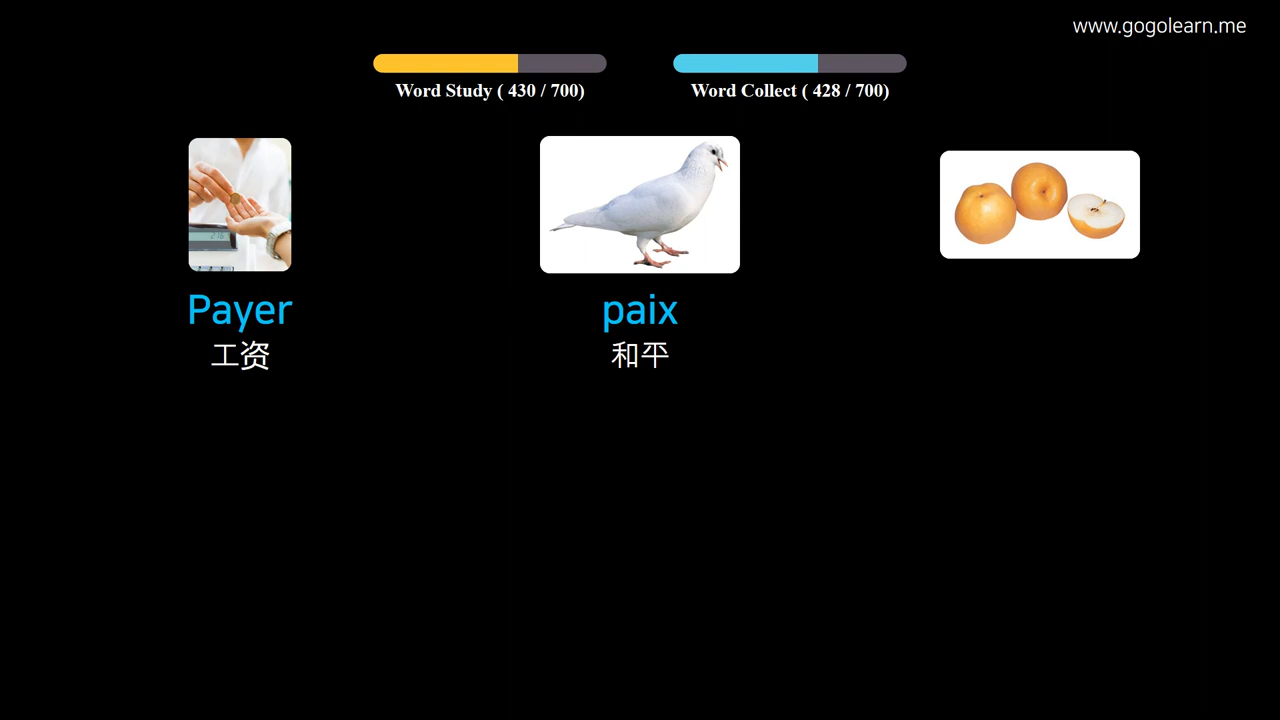 www.gogolearn.me
Word Study ( 430 / 700)
Word Collect ( 428 / 700)
Payer
工资
paix
和平